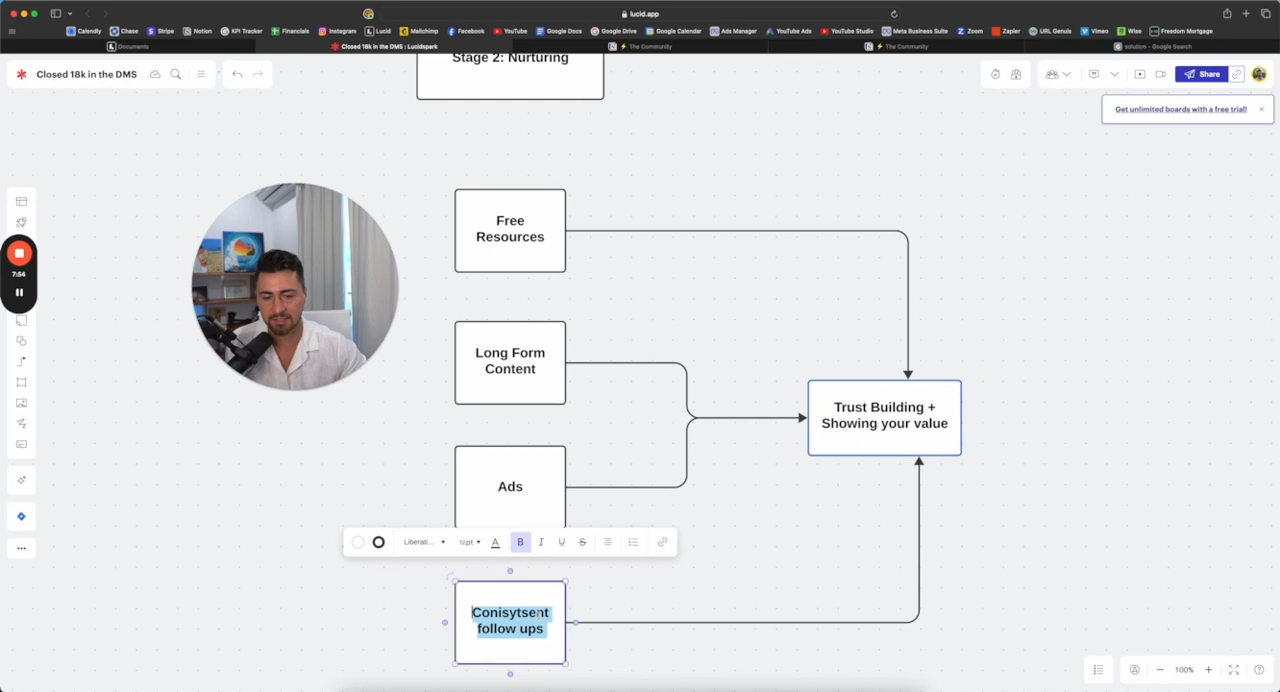 lucid.app
Calendly
Chase
Stripe
Notion
KPI Tracker
Financials
Instagram
Lucid
Mailchimp
Facebook
YouTube
Google Docs
Google Drive
Google Calendar
Ads Manager
YouTube Ads
YouTube Studio
Meta Business Suite
Zoom
Zapier
URL Genuis
Vimeo
Wise
Freedom Mortgage
Documents
Closed 18k in the DMS : Lucidspark
The Community
The Community
solution - Google Search
Closed 18k in the DMS
Share
Get unlimited boards with a free trial!
Stage 2: Nurturing
Free
Resources
7:54
Long Form
Content
Trust Building +
Showing your value
Ads
Liberati...
12pt
A
B
I
U
S
Conisytsent
follow ups
100%